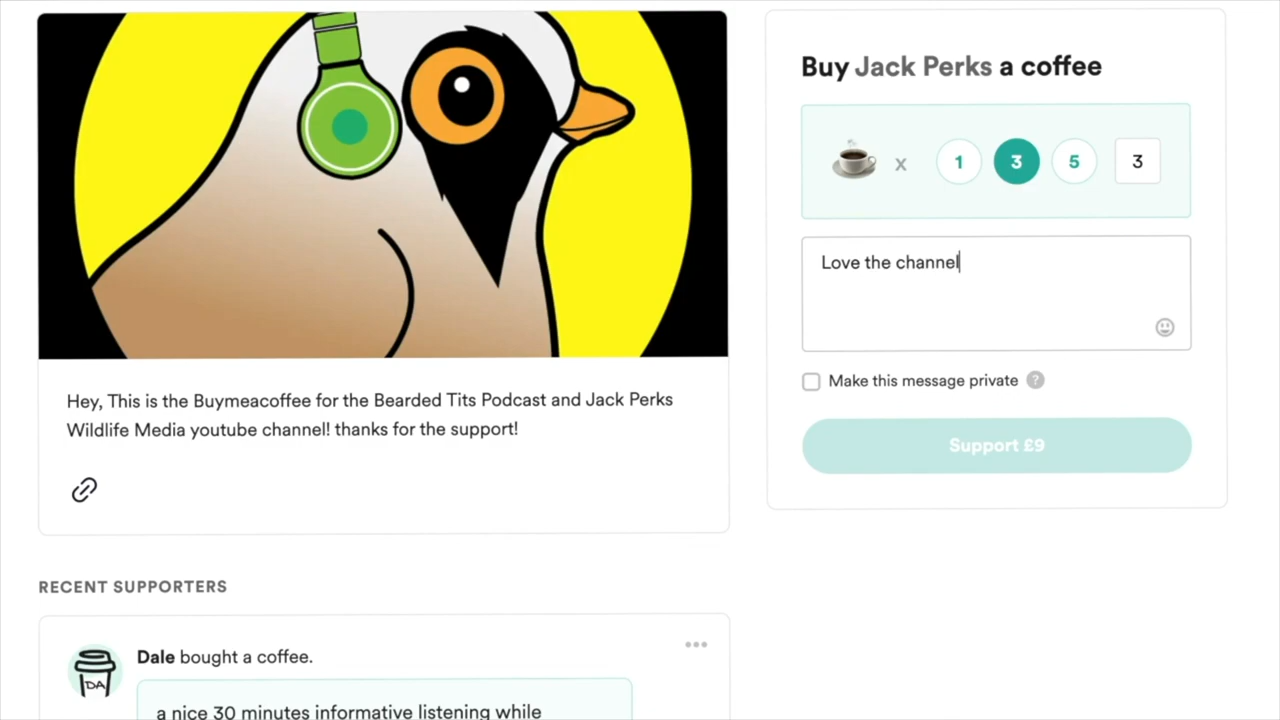 Buy Jack Perks a coffee
x 1 3 5 3
Love the channel
Make this message private ?
Support £9
Hey, This is the Buymeacoffee for the Bearded Tits Podcast and Jack Perks
Wildlife Media youtube channel! thanks for the support!
RECENT SUPPORTERS
DA
Dale bought a coffee.
a nice 30 minutes informative listening while